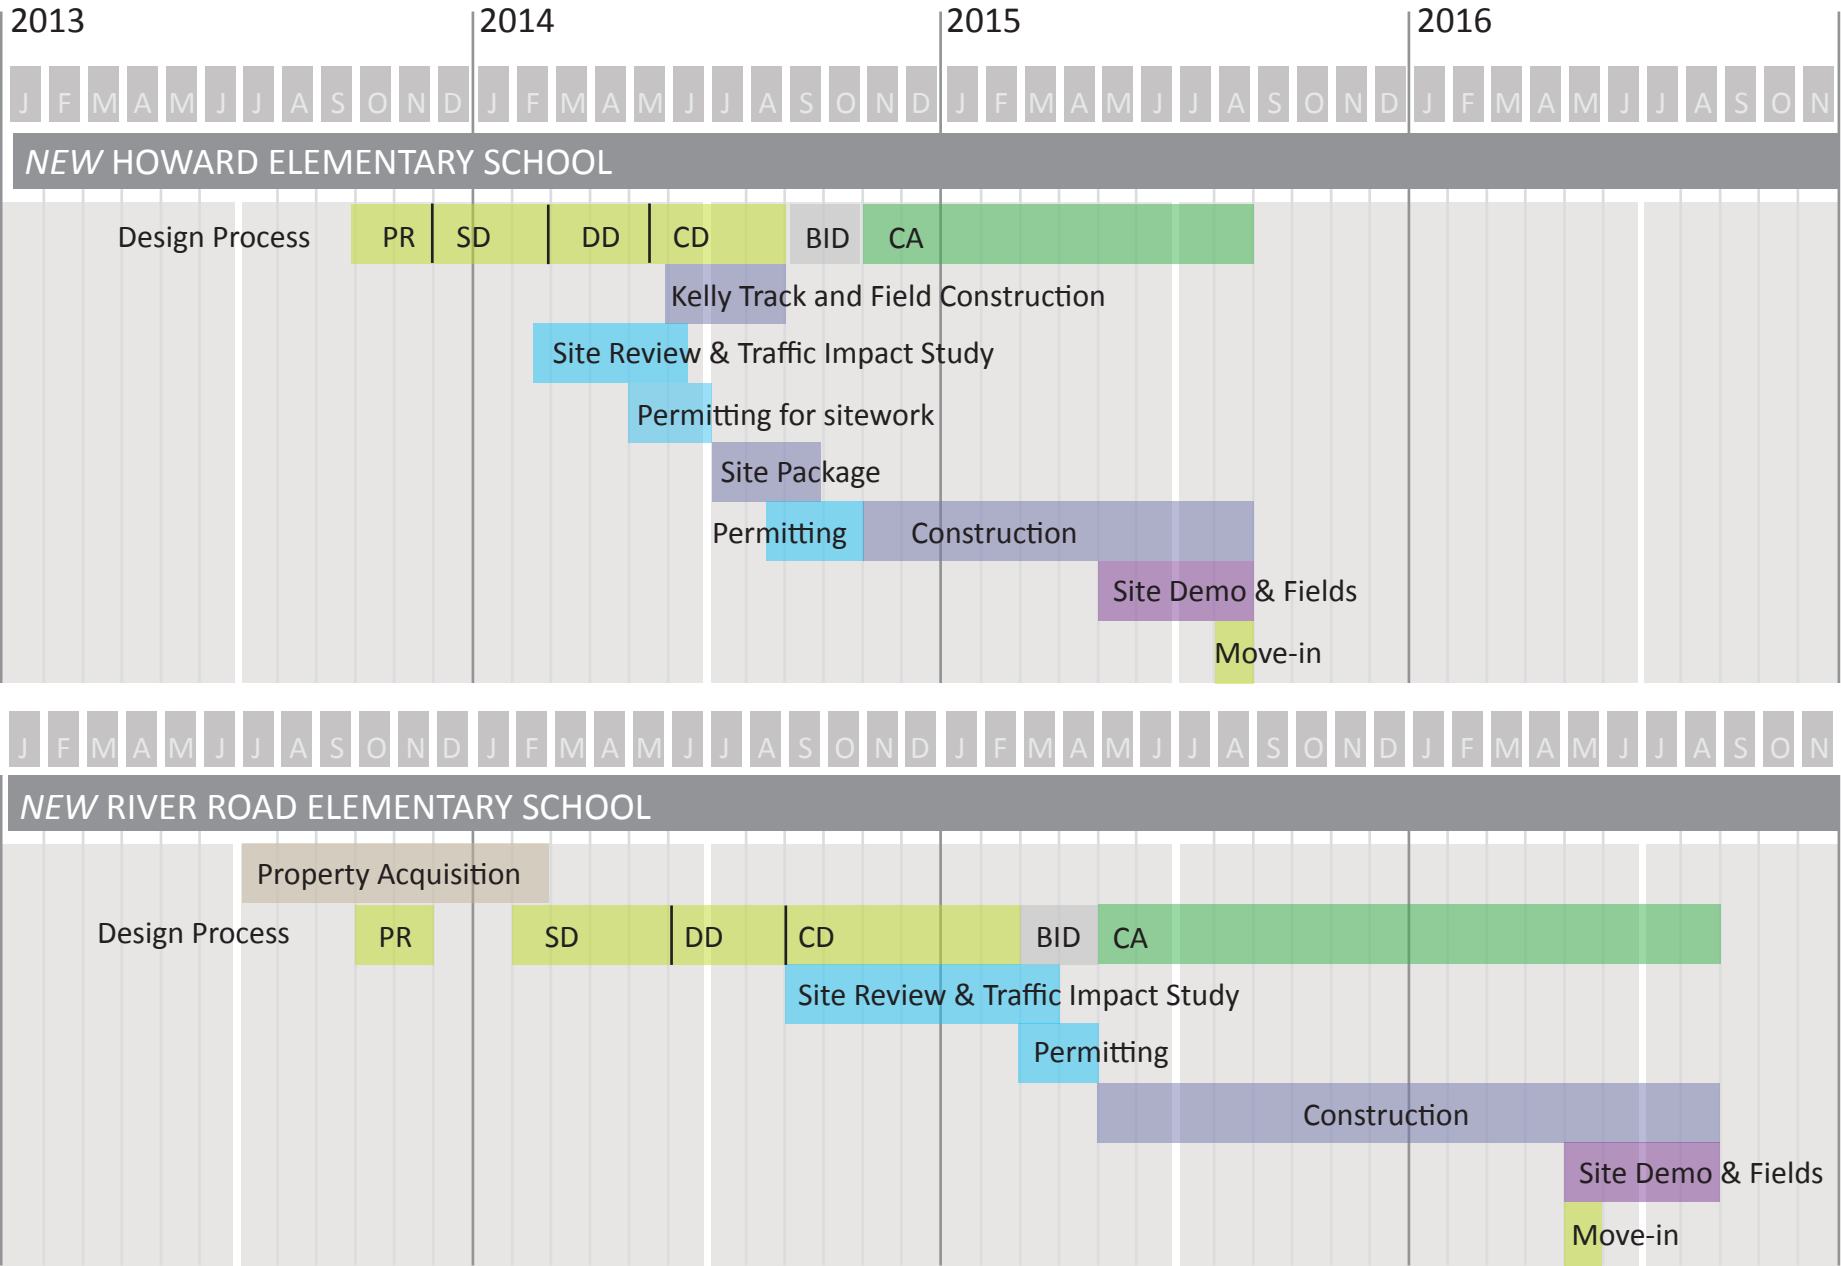 2013 2014 2015 2016
J F M A M J J A S O N D J F M A M J J A S O N D J F M A M J J A S O N D J F M A M J J A S O N
NEW HOWARD ELEMENTARY SCHOOL
Design Process PR SD DD CD BID CA
Kelly Track and Field Construction
Site Review & Traffic Impact Study
Permitting for sitework
Site Package
Permitting Construction
Site Demo & Fields
Move-in
J F M A M J J A S O N D J F M A M J J A S O N D J F M A M J J A S O N D J F M A M J J A S O N
NEW RIVER ROAD ELEMENTARY SCHOOL
Property Acquisition
Design Process PR SD DD CD BID CA
Site Review & Traffic Impact Study
Permitting
Construction
Site Demo & Fields
Move-in